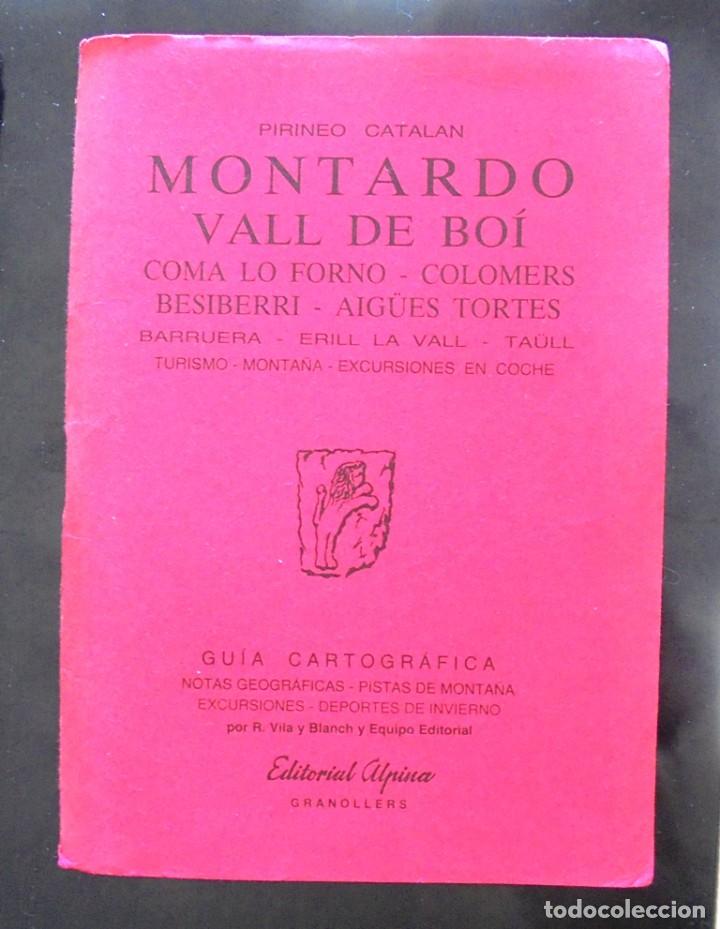 PIRINEO CATALAN
MONTARDO
VALL DE BOÍ
COMA LO FORNO - COLOMERS
BESIBERRI - AIGÜES TORTES
BARRUERA - ERILL LA VALL - TAÜLL
TURISMO - MONTAÑA - EXCURSIONES EN COCHE
GUÍA CARTOGRÁFICA
NOTAS GEOGRÁFICAS - PISTAS DE MONTAÑA
EXCURSIONES - DEPORTES DE INVIERNO
por R. Vila y Blanch y Equipo Editorial
Editorial Alpina
GRANOLLERS
todocoleccion